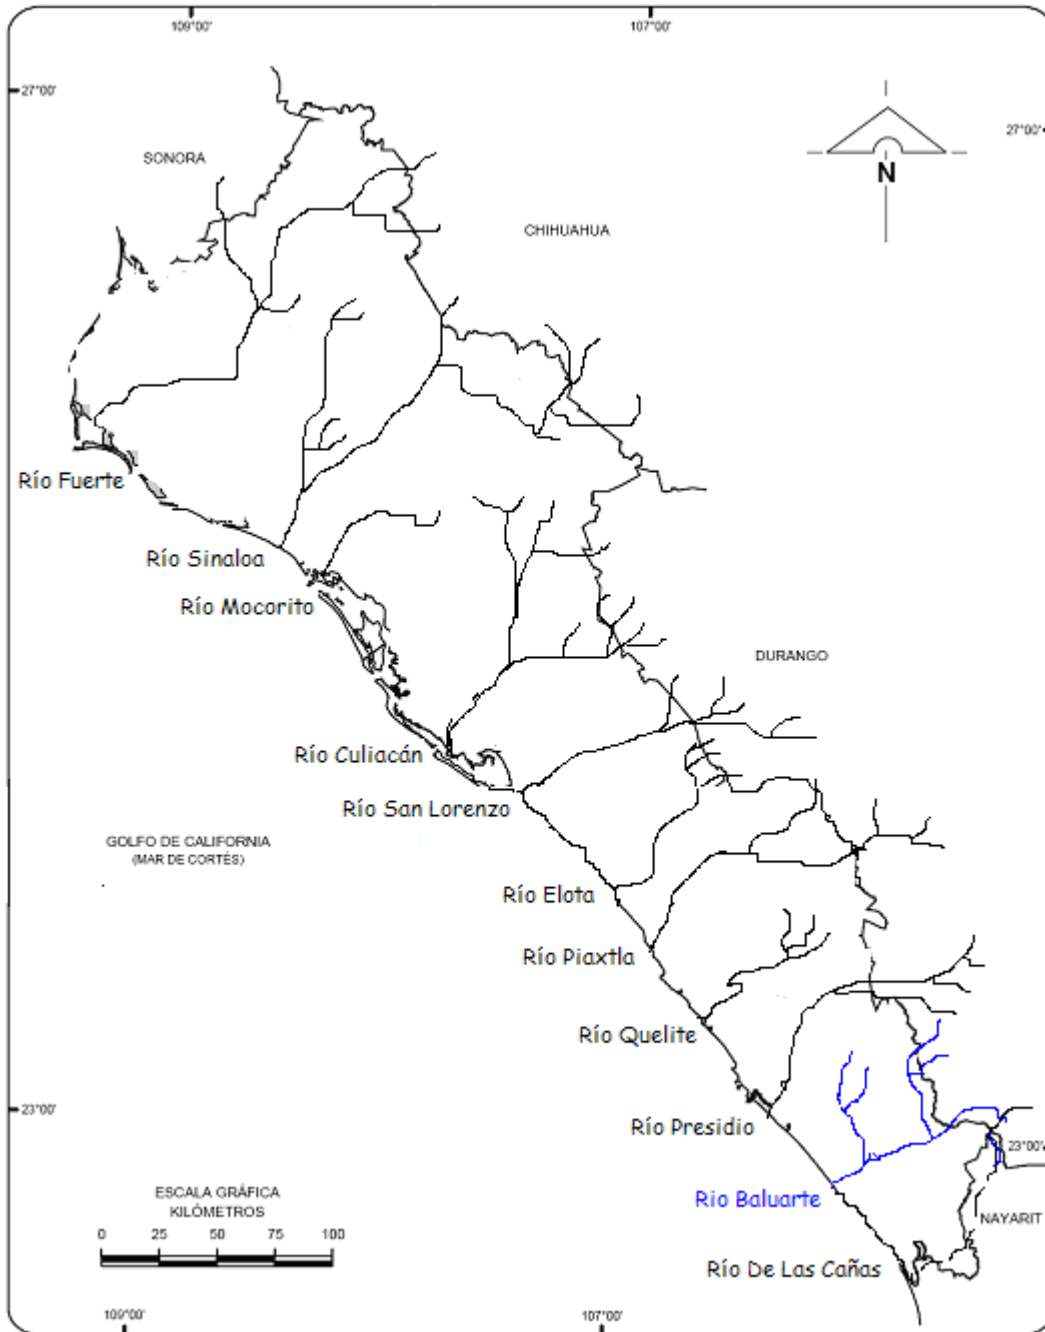 109°00'
107°00'
27°00'
27°00'
SONORA
N
CHIHUAHUA
Río Fuerte
Río Sinaloa
Río Mocorito
DURANGO
Río Culiacán
Río San Lorenzo
GOLFO DE CALIFORNIA
(MAR DE CORTÉS)
Río Elota
Río Piaxtla
Río Quelite
23°00'
Río Presidio
23°00'
ESCALA GRÁFICA
KILÓMETROS
0 25 50 75 100
Rio Baluarte
NAYARIT
Río De Las Cañas
109°00'
107°00'